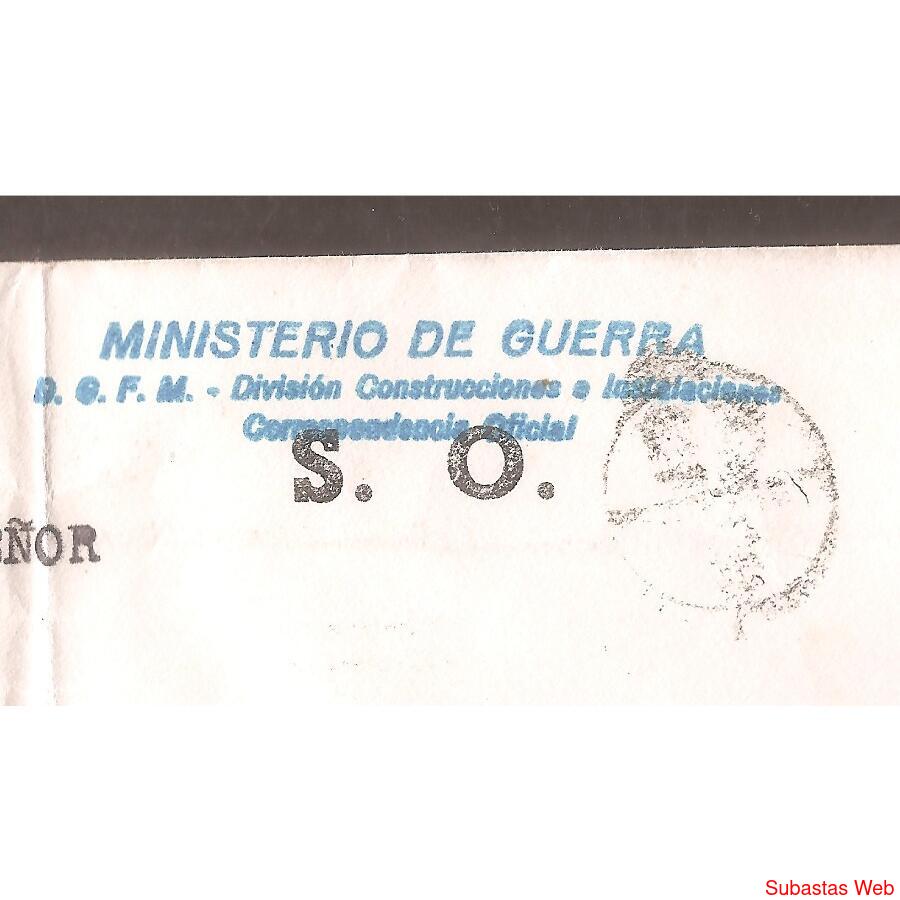 MINISTERIO DE GUERRA
D. G. F. M. - División Construcciones e Instalaciones
Correspondencia Oficial
S. O.
ÑOR
Subastas Web